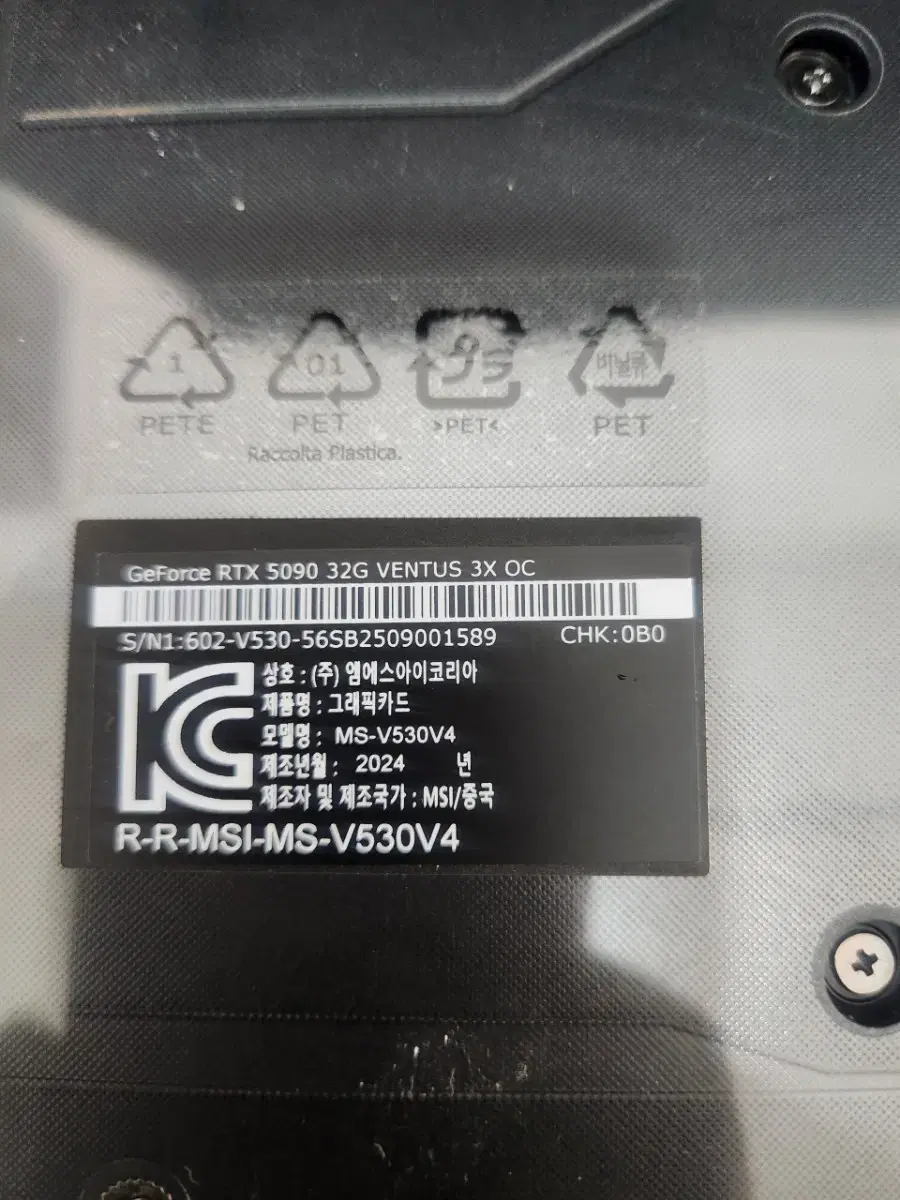 1
01
비닐류
PETE
PET
>PET<
PET
Raccolta Plastica.
GeForce RTX 5090 32G VENTUS 3X OC
S/N1:602-V530-56SB2509001589 CHK:0B0
상호 : (주) 엠에스아이코리아
제품명 : 그래픽카드
모델명 : MS-V530V4
제조년월 : 2024 년
제조자 및 제조국가 : MSI/중국
R-R-MSI-MS-V530V4